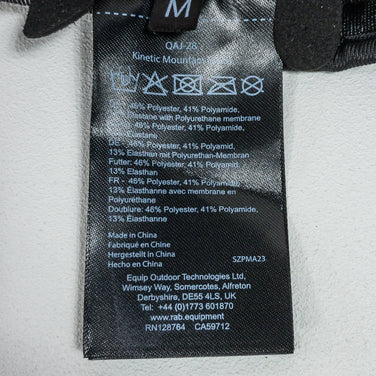 M
QAJ-28
Kinetic Mountain
46% Polyester, 41% Polyamide,
Elastane with Polyurethane membrane
46% Polyester, 41% Polyamide,
Elastane
46% Polyester, 41% Polyamid,
13% Elasthan mit Polyurethan-Membran
Futter: 46% Polyester, 41% Polyamid,
13% Elasthan
FR - 46% Polyester, 41% Polyamide,
13% Élasthanne avec membrane en
Polyuréthane
Doublure: 46% Polyester, 41% Polyamide,
13% Élasthanne
Made in China
Fabriqué en Chine
Hergestellt in China
Hecho en China
SZPMA23
Equip Outdoor Technologies Ltd,
Wimsey Way, Somercotes, Alfreton
Derbyshire, DE55 4LS, UK
Tel: +44 (0)1773 601870
www.rab.equipment
RN128764 CA59712